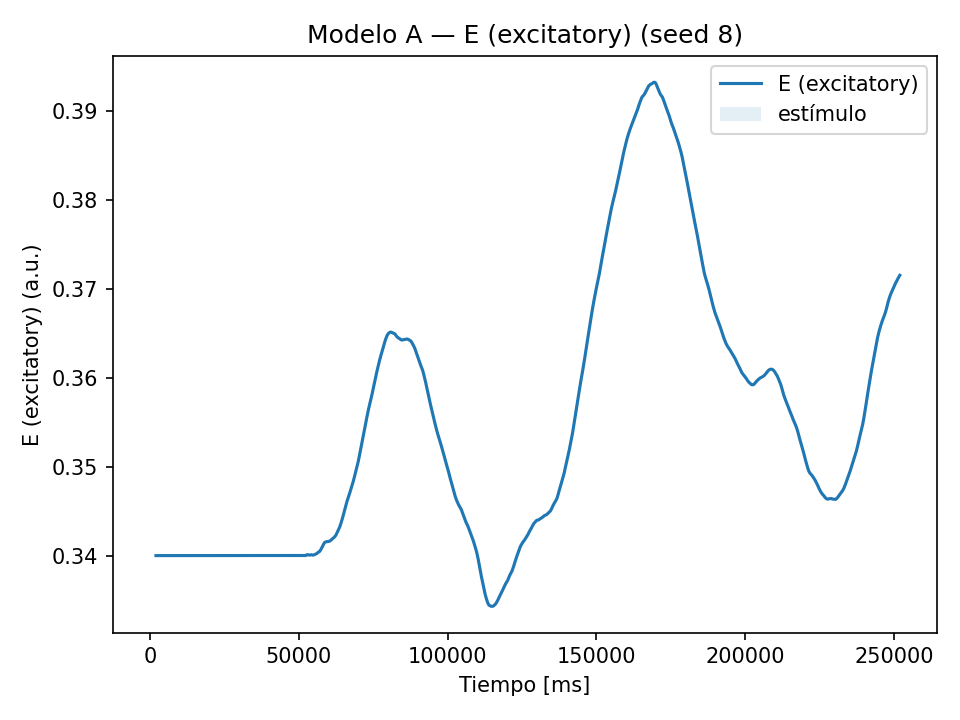 Modelo A — E (excitatory) (seed 8)
E (excitatory)
estímulo
E (excitatory) (a.u.)
0.39
0.38
0.37
0.36
0.35
0.34
0 50000 100000 150000 200000 250000
Tiempo [ms]